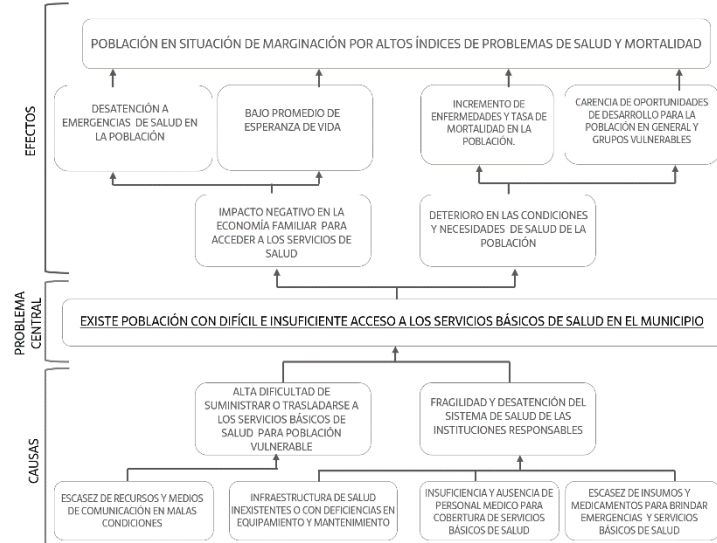 POBLACIÓN EN SITUACIÓN DE MARGINACIÓN POR ALTOS ÍNDICES DE PROBLEMAS DE SALUD Y MORTALIDAD
EFECTOS
DESATENCIÓN A
EMERGENCIAS DE SALUD EN
LA POBLACIÓN
BAJO PROMEDIO DE
ESPERANZA DE VIDA
INCREMENTO DE
ENFERMEDADES Y TASA DE
MORTALIDAD EN LA
POBLACIÓN.
CARENCIA DE OPORTUNIDADES
DE DESARROLLO PARA LA
POBLACIÓN EN GENERAL Y
GRUPOS VULNERABLES
IMPACTO NEGATIVO EN LA
ECONOMÍA FAMILIAR PARA
ACCEDER A LOS SERVICIOS DE
SALUD
DETERIORO EN LAS CONDICIONES
Y NECESIDADES DE SALUD DE LA
POBLACIÓN
PROBLEMA
CENTRAL
EXISTE POBLACIÓN CON DIFÍCIL E INSUFICIENTE ACCESO A LOS SERVICIOS BÁSICOS DE SALUD EN EL MUNICIPIO
CAUSAS
ALTA DIFICULTAD DE
SUMINISTRAR O TRASLADARSE A
LOS SERVICIOS BÁSICOS DE
SALUD PARA POBLACIÓN
VULNERABLE
FRAGILIDAD Y DESATENCIÓN DEL
SISTEMA DE SALUD DE LAS
INSTITUCIONES RESPONSABLES
ESCASEZ DE RECURSOS Y MEDIOS
DE COMUNICACIÓN EN MALAS
CONDICIONES
INFRAESTRUCTURA DE SALUD
INEXISTENTES O CON DEFICIENCIAS EN
EQUIPAMIENTO Y MANTENIMIENTO
INSUFICIENCIA Y AUSENCIA DE
PERSONAL MEDICO PARA
COBERTURA DE SERVICIOS
BÁSICOS DE SALUD
ESCASEZ DE INSUMOS Y
MEDICAMENTOS PARA BRINDAR
EMERGENCIAS Y SERVICIOS
BÁSICOS DE SALUD